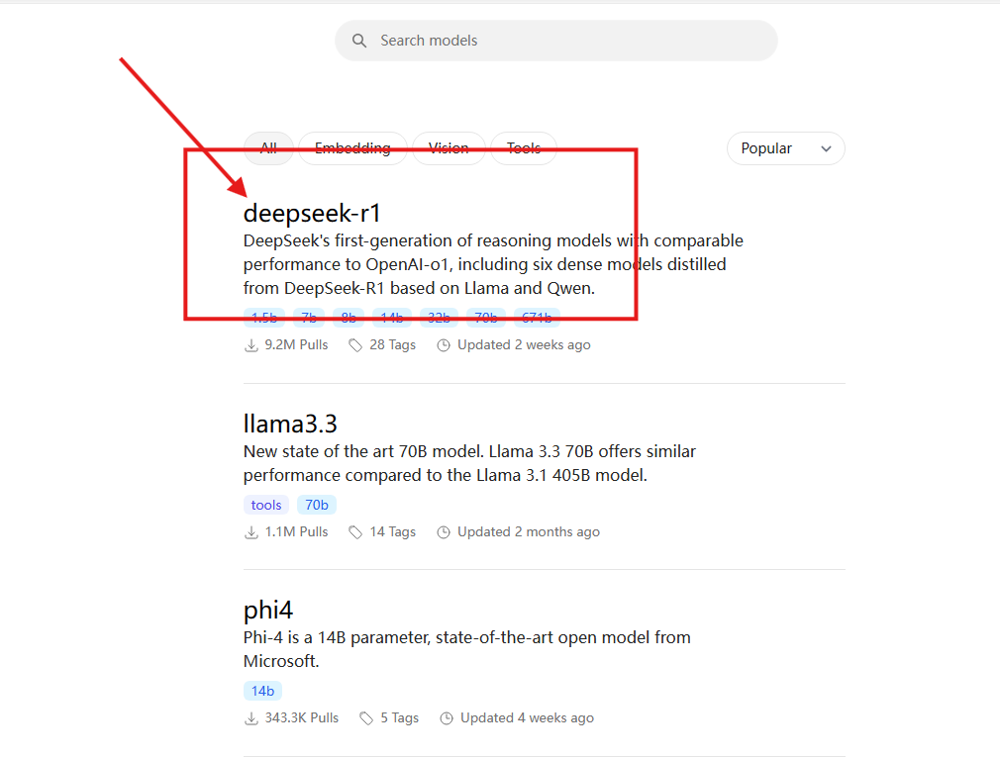 Search models
All Embedding Vision Tools Popular
deepseek-r1
DeepSeek's first-generation of reasoning models with comparable
performance to OpenAI-o1, including six dense models distilled
from DeepSeek-R1 based on Llama and Qwen.
1.5b 7b 8b 14b 32b 70b 671b
9.2M Pulls 28 Tags Updated 2 weeks ago
llama3.3
New state of the art 70B model. Llama 3.3 70B offers similar
performance compared to the Llama 3.1 405B model.
tools 70b
1.1M Pulls 14 Tags Updated 2 months ago
phi4
Phi-4 is a 14B parameter, state-of-the-art open model from
Microsoft.
14b
343.3K Pulls 5 Tags Updated 4 weeks ago